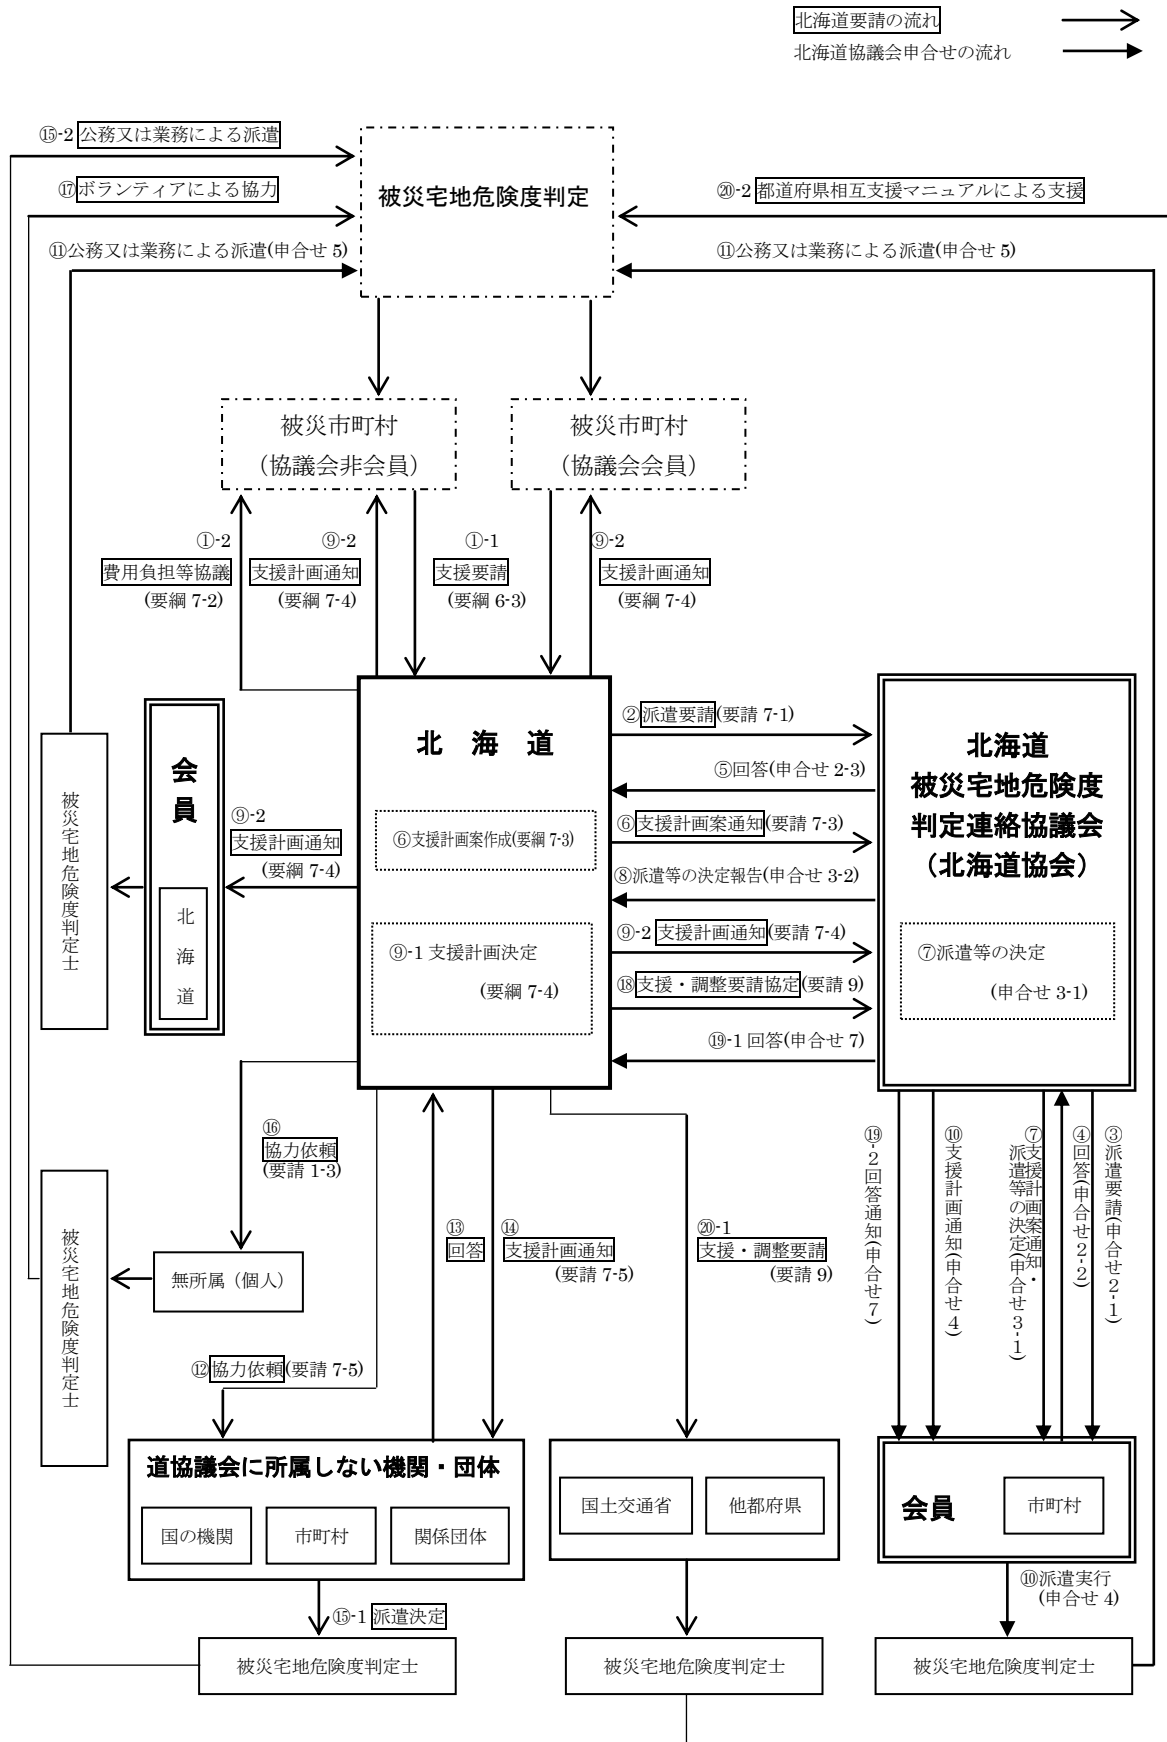 北海道要請の流れ
北海道協議会申合せの流れ
⑮-2 公務又は業務による派遣
被災宅地危険度判定
⑰ボランティアによる協力
⑳-2 都道府県相互支援マニュアルによる支援
⑪公務又は業務による派遣(申合せ 5)
⑪公務又は業務による派遣(申合せ 5)
被災市町村
（協議会非会員）
被災市町村
（協議会会員）
①-2
費用負担等協議
(要綱 7-2)
⑨-2
支援計画通知
(要綱 7-4)
①-1
支援要請
(要綱 6-3)
⑨-2
支援計画通知
(要綱 7-4)
北 海 道
⑥支援計画案作成(要綱 7-3)
⑨-1 支援計画決定
(要綱 7-4)
②派遣要請(要請 7-1)
⑤回答(申合せ 2-3)
⑥支援計画案通知(要請 7-3)
⑧派遣等の決定報告(申合せ 3-2)
⑨-2 支援計画通知(要請 7-4)
⑱支援・調整要請協定(要請 9)
⑲-1 回答(申合せ 7)
北海道
被災宅地危険度
判定連絡協議会
（北海道協会）
⑦派遣等の決定
(申合せ 3-1)
会員
北海道
⑨-2
支援計画通知
(要綱 7-4)
被災宅地危険度判定士
⑯
協力依頼
(要請 1-3)
無所属（個人）
被災宅地危険度判定士
⑫協力依頼(要請 7-5)
⑬
回答
⑭
支援計画通知
(要請 7-5)
⑳-1
支援・調整要請
(要請 9)
③派遣要請(申合せ2-1)
④回答(申合せ2-2)
⑦支援計画案通知・
派遣等の決定(申合せ3-1)
⑩支援計画通知(申合せ4)
⑲-2回答通知(申合せ7)
道協議会に所属しない機関・団体
国の機関
市町村
関係団体
国土交通省
他都府県
会員
市町村
⑮-1 派遣決定
⑩派遣実行
(申合せ 4)
被災宅地危険度判定士
被災宅地危険度判定士
被災宅地危険度判定士